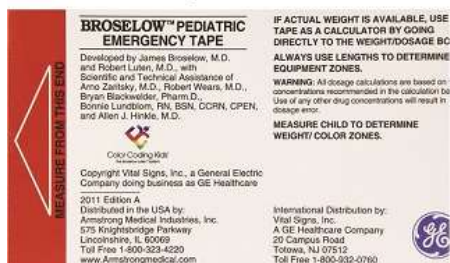 MEASURE FROM THIS END
BROSELOW™ PEDIATRIC
EMERGENCY TAPE
Developed by James Broselow, M.D.
and Robert Luten, M.D., with
Scientific and Technical Assistance of
Arno Zaritsky, M.D., Robert Wears, M.D.,
Bryan Blackwelder, Pharm.D.,
Bonnie Lundblom, RN, BSN, CCRN, CPEN,
and Allen J. Hinkle, M.D.
Color Coding Kids
Copyright Vital Signs, Inc., a General Electric
Company doing business as GE Healthcare
2011 Edition A
Distributed in the USA by:
Armstrong Medical Industries, Inc.
575 Knightsbridge Parkway
Lincolnshire, IL 60069
Toll Free 1-800-323-4220
www.Armstrongmedical.com
IF ACTUAL WEIGHT IS AVAILABLE, USE
TAPE AS A CALCULATOR BY GOING
DIRECTLY TO THE WEIGHT/DOSAGE BO
ALWAYS USE LENGTHS TO DETERMINE
EQUIPMENT ZONES.
WARNING: All dosage calculations are based on
concentrations recommended in the calculation
Use of any other drug concentrations will result in
dosage error.
MEASURE CHILD TO DETERMINE
WEIGHT/ COLOR ZONES.
International Distribution by:
Vital Signs, Inc.
A GE Healthcare Company
20 Campus Road
Totowa, NJ 07512
Toll Free 1-800-932-0760
GE